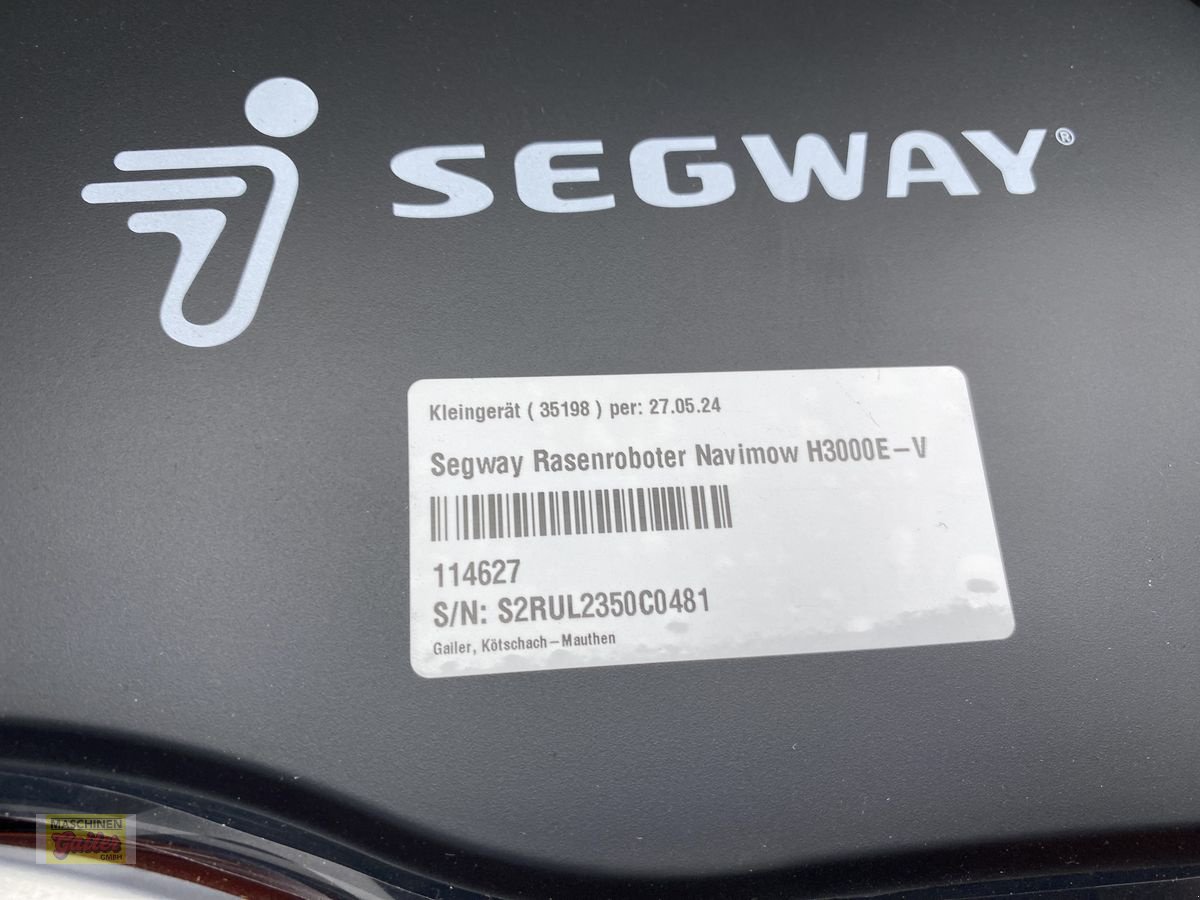 SEGWAY®
Kleingerät ( 35198 ) per: 27.05.24
Segway Rasenroboter Navimow H3000E–V
114627
S/N: S2RUL2350C0481
Gailer, Kötschach–Mauthen
MASCHINEN
Gailer
GMBH